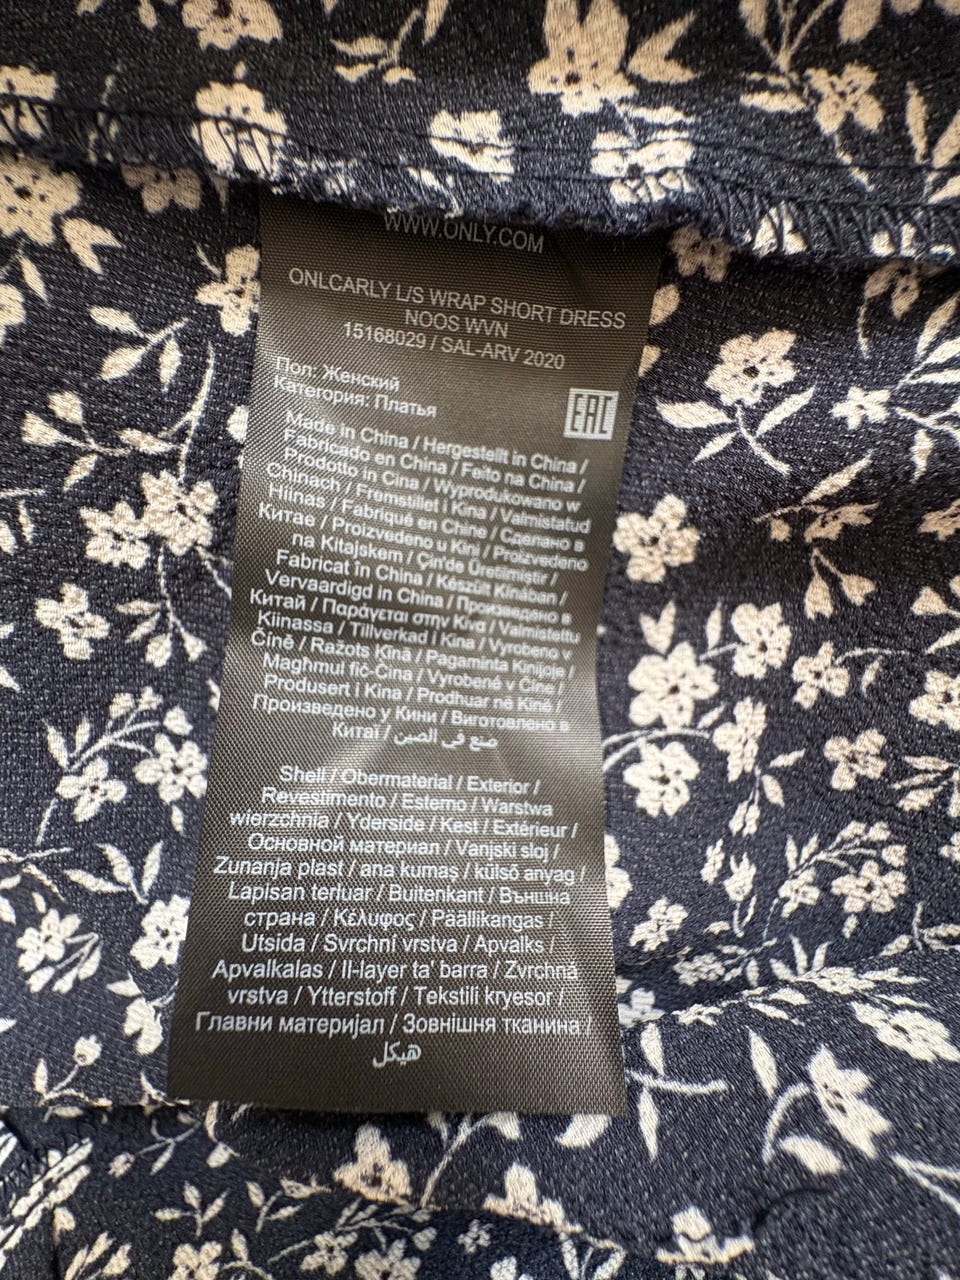 WWW.ONLY.COM
ONLCARLY L/S WRAP SHORT DRESS
NOOS WVN
15168029 / SAL-ARV 2020
Пол: Женский
Категория: Платья
EAC
Made in China / Hergestellt in China /
Fabricado en China / Feito na China /
Prodotto in Cina / Wyprodukowano w
Chinach / Fremstillet i Kina / Valmistatud
Hiinas / Fabriqué en Chine / Сделано в
Китае / Proizvedeno u Kini / Proizvedeno
na Kitajskem / Çin'de Üretilmiştir /
Fabricat în China / Készült Kínában /
Vervaardigd in China / Произведено в
Китай / Παράγεται στην Κίνα / Valmistettu
Kiinassa / Tillverkad i Kina / Vyrobeno v
Číně / Razots Ķīnā / Pagaminta Kinijoje /
Magħmul fiċ-Ċina / Vyrobené v Číne /
Produsert i Kina / Prodhuar në Kinë /
Произведено у Кини / Виготовлено в
Китаї / صنع في الصين
Shell / Obermaterial / Exterior /
Revestimento / Esterno / Warstwa
wierzchnia / Yderside / Kest / Extérieur /
Основной материал / Vanjski sloj /
Zunanja plast / ana kumaş / külső anyag /
Lapisan terluar / Buitenkant / Външна
страна / Κέλυφος / Päällikangas /
Utsida / Svrchní vrstva / Apvalks /
Apvalkalas / Il-layer ta' barra / Zvrchná
vrstva / Ytterstoff / Tekstili kryesor /
Главни материјал / Зовнішня тканина /
هيكل